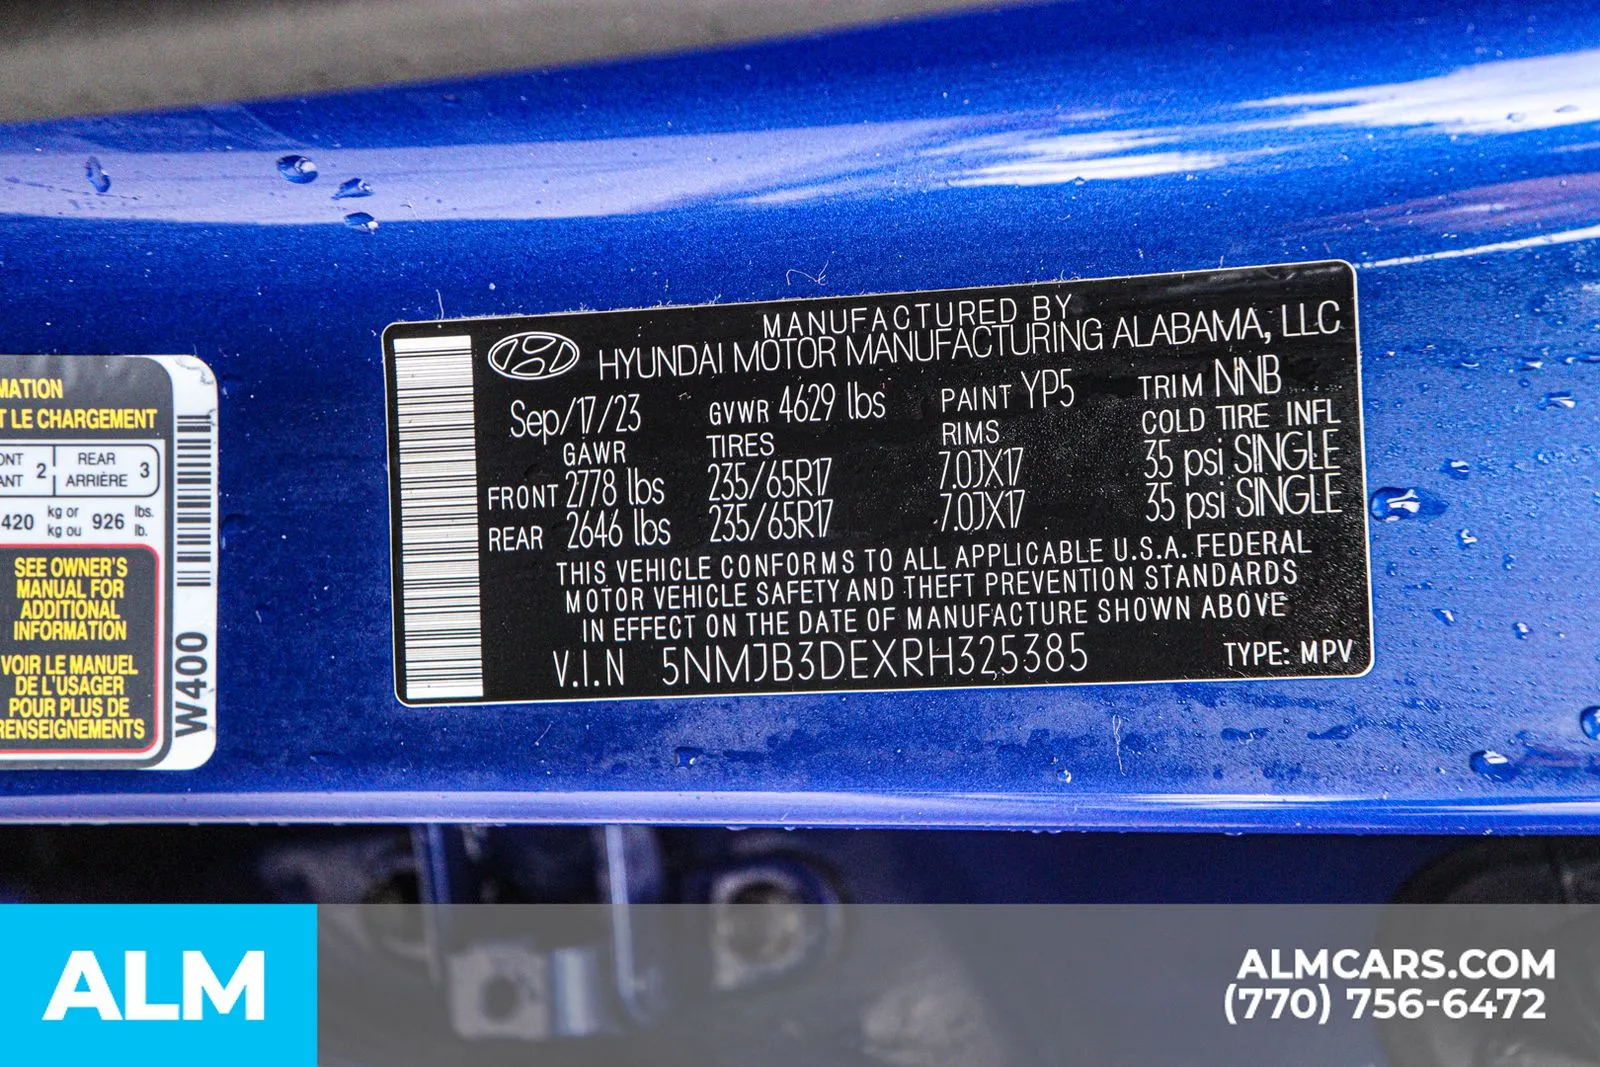 MATION
T LE CHARGEMENT
ONT 2 REAR 3
ANT ARRIÈRE
420 kg or 926 lbs.
kg ou lb.
SEE OWNER'S
MANUAL FOR
ADDITIONAL
INFORMATION
VOIR LE MANUEL
DE L'USAGER
POUR PLUS DE
RENSEIGNEMENTS
W400
MANUFACTURED BY
HYUNDAI MOTOR MANUFACTURING ALABAMA, LLC
Sep/17/23 GVWR 4629 lbs PAINT YP5 TRIM NNB
GAWR TIRES RIMS COLD TIRE INFL
FRONT 2778 lbs 235/65R17 7.0JX17 35 psi SINGLE
REAR 2646 lbs 235/65R17 7.0JX17 35 psi SINGLE
THIS VEHICLE CONFORMS TO ALL APPLICABLE U.S.A. FEDERAL
MOTOR VEHICLE SAFETY AND THEFT PREVENTION STANDARDS
IN EFFECT ON THE DATE OF MANUFACTURE SHOWN ABOVE
V.I.N 5NMJB3DEXRH325385 TYPE: MPV
ALM
ALMCARS.COM
(770) 756-6472